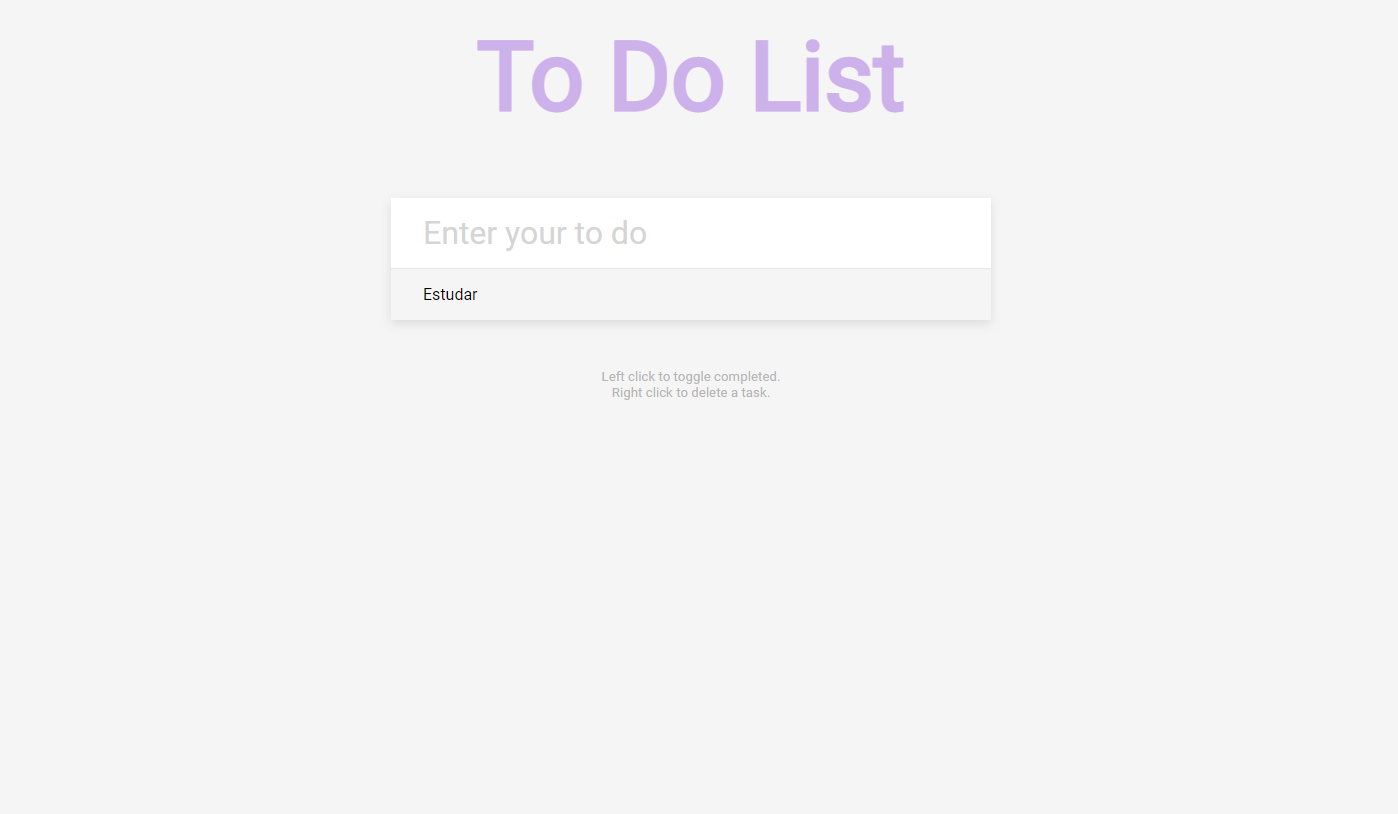 To Do List
Enter your to do
Estudar
Left click to toggle completed.
Right click to delete a task.